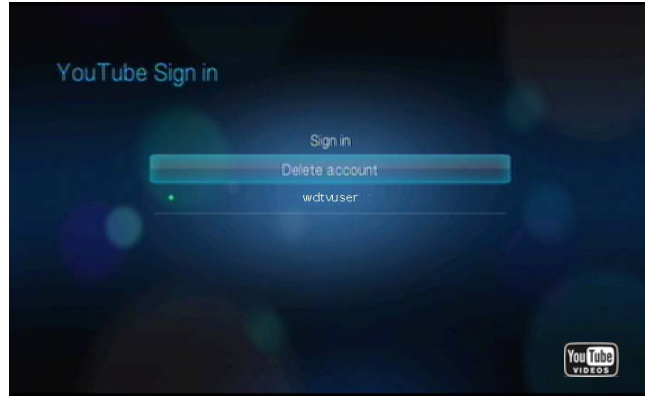 YouTube Sign in
Sign in
Delete account
wdtvuser
You Tube
VIDEOS